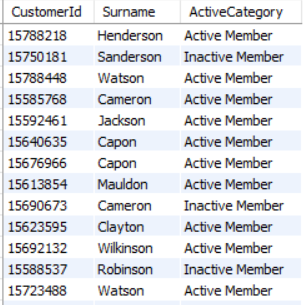 CustomerId Surname ActiveCategory
15788218 Henderson Active Member
15750181 Sanderson Inactive Member
15788448 Watson Active Member
15585768 Cameron Active Member
15592461 Jackson Active Member
15640635 Capon Active Member
15676966 Capon Active Member
15613854 Mauldon Active Member
15690673 Cameron Inactive Member
15623595 Clayton Active Member
15692132 Wilkinson Active Member
15588537 Robinson Inactive Member
15723488 Watson Active Member